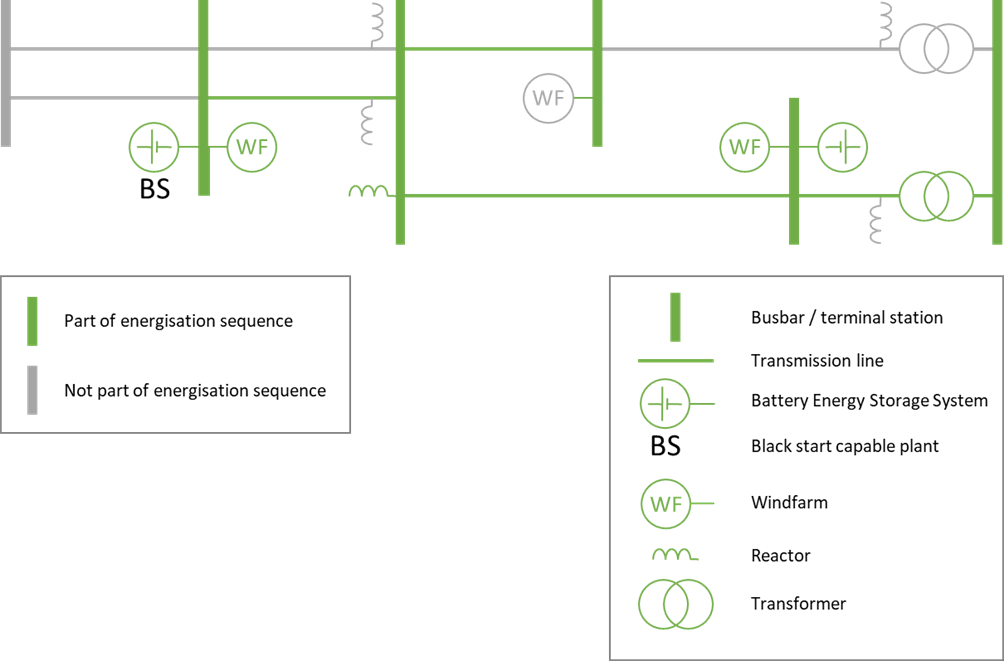 WF
WF
WF
BS
Part of energisation sequence
Not part of energisation sequence
Busbar / terminal station
Transmission line
Battery Energy Storage System
BS Black start capable plant
WF Windfarm
Reactor
Transformer